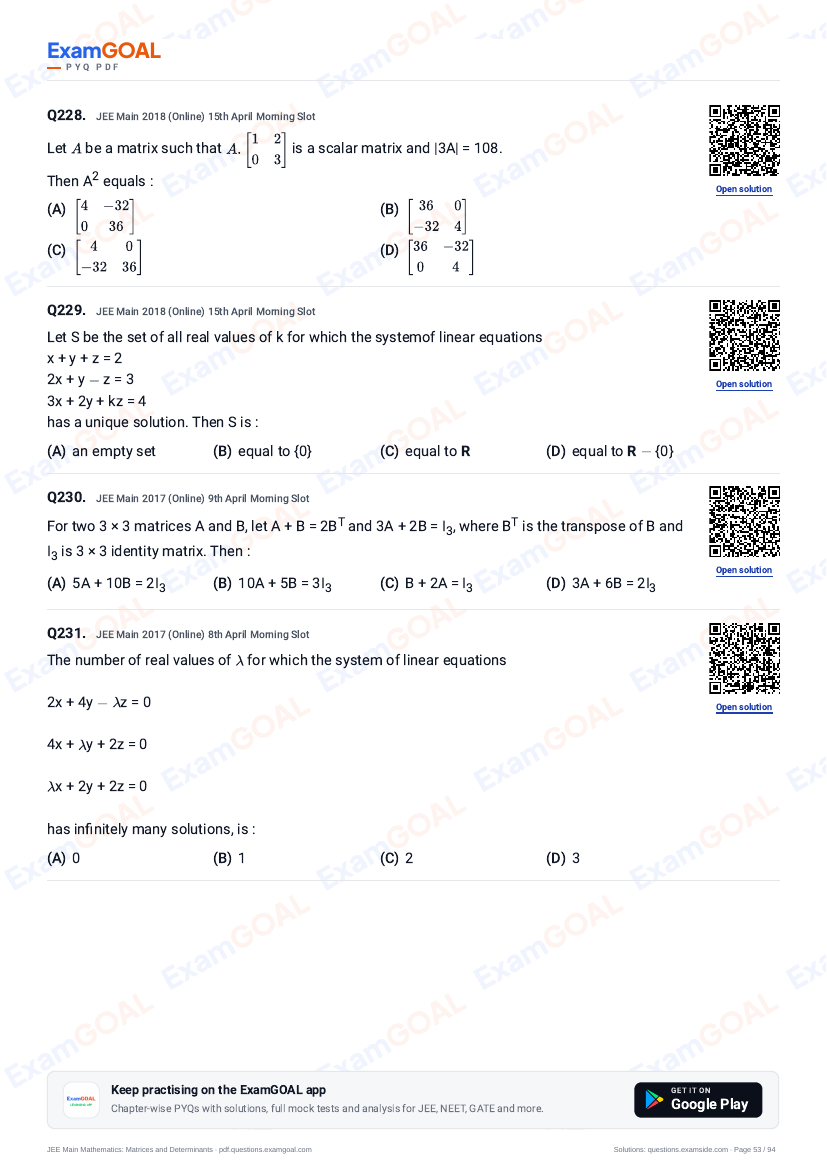 ExamGOAL
PYQ PDF
Q228. JEE Main 2018 (Online) 15th April Morning Slot
Let A be a matrix such that A. [1 2; 0 3] is a scalar matrix and |3A| = 108.
Then A² equals :
(A) [4 −32; 0 36] (B) [36 0; −32 4]
(C) [4 0; −32 36] (D) [36 −32; 0 4]
Open solution
Q229. JEE Main 2018 (Online) 15th April Morning Slot
Let S be the set of all real values of k for which the systemof linear equations
x + y + z = 2
2x + y − z = 3
3x + 2y + kz = 4
has a unique solution. Then S is :
(A) an empty set (B) equal to {0} (C) equal to R (D) equal to R − {0}
Open solution
Q230. JEE Main 2017 (Online) 9th April Morning Slot
For two 3 × 3 matrices A and B, let A + B = 2Bᵀ and 3A + 2B = I₃, where Bᵀ is the transpose of B and
I₃ is 3 × 3 identity matrix. Then :
(A) 5A + 10B = 2I₃ (B) 10A + 5B = 3I₃ (C) B + 2A = I₃ (D) 3A + 6B = 2I₃
Open solution
Q231. JEE Main 2017 (Online) 8th April Morning Slot
The number of real values of λ for which the system of linear equations
2x + 4y − λz = 0
4x + λy + 2z = 0
λx + 2y + 2z = 0
has infinitely many solutions, is :
(A) 0 (B) 1 (C) 2 (D) 3
Open solution
ExamGOAL
Keep practising on the ExamGOAL app
Chapter-wise PYQs with solutions, full mock tests and analysis for JEE, NEET, GATE and more.
GET IT ON
Google Play
JEE Main Mathematics: Matrices and Determinants · pdf.questions.examgoal.com
Solutions: questions.examside.com · Page 53 / 94